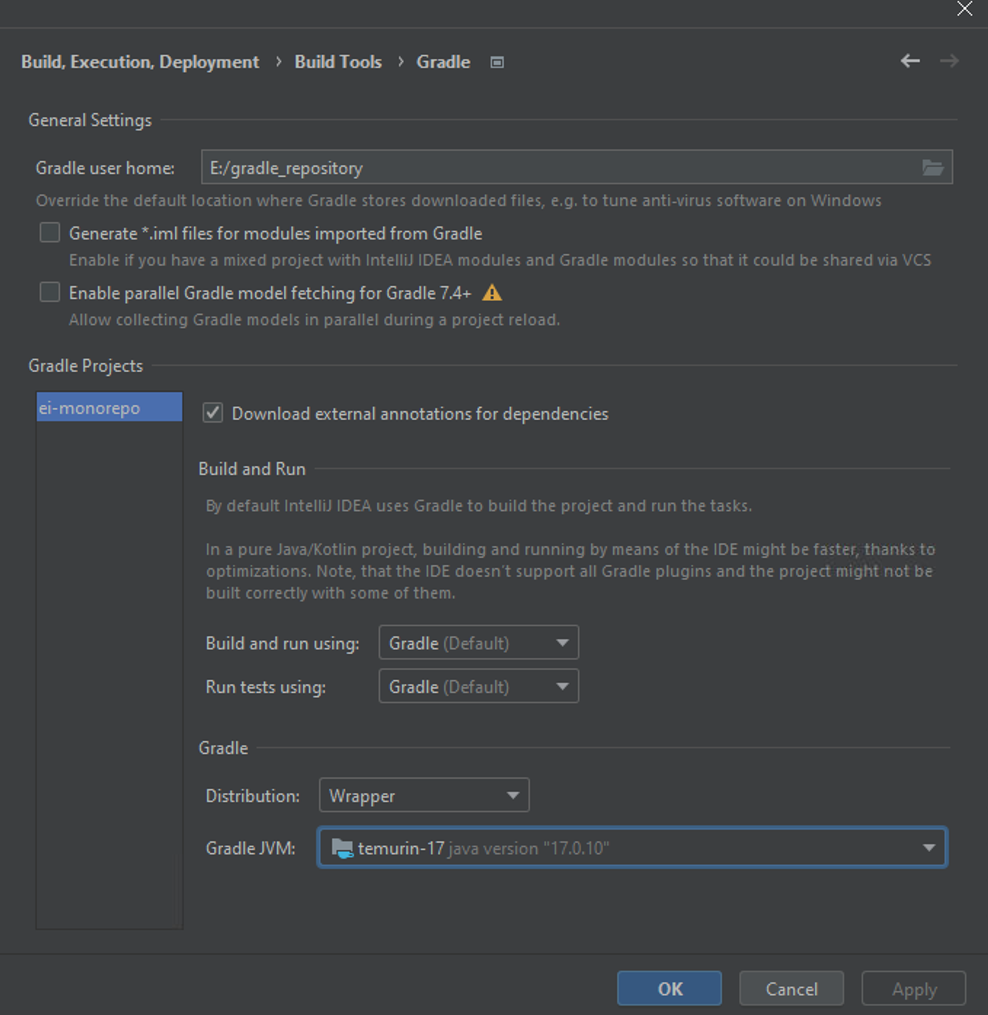 Build, Execution, Deployment › Build Tools › Gradle
General Settings
Gradle user home: E:/gradle_repository
Override the default location where Gradle stores downloaded files, e.g. to tune anti-virus software on Windows
Generate *.iml files for modules imported from Gradle
Enable if you have a mixed project with IntelliJ IDEA modules and Gradle modules so that it could be shared via VCS
Enable parallel Gradle model fetching for Gradle 7.4+
Allow collecting Gradle models in parallel during a project reload.
Gradle Projects
ei-monorepo
Download external annotations for dependencies
Build and Run
By default IntelliJ IDEA uses Gradle to build the project and run the tasks.
In a pure Java/Kotlin project, building and running by means of the IDE might be faster, thanks to
optimizations. Note, that the IDE doesn't support all Gradle plugins and the project might not be
built correctly with some of them.
Build and run using: Gradle (Default)
Run tests using: Gradle (Default)
Gradle
Distribution: Wrapper
Gradle JVM: temurin-17 java version "17.0.10"
OK Cancel Apply